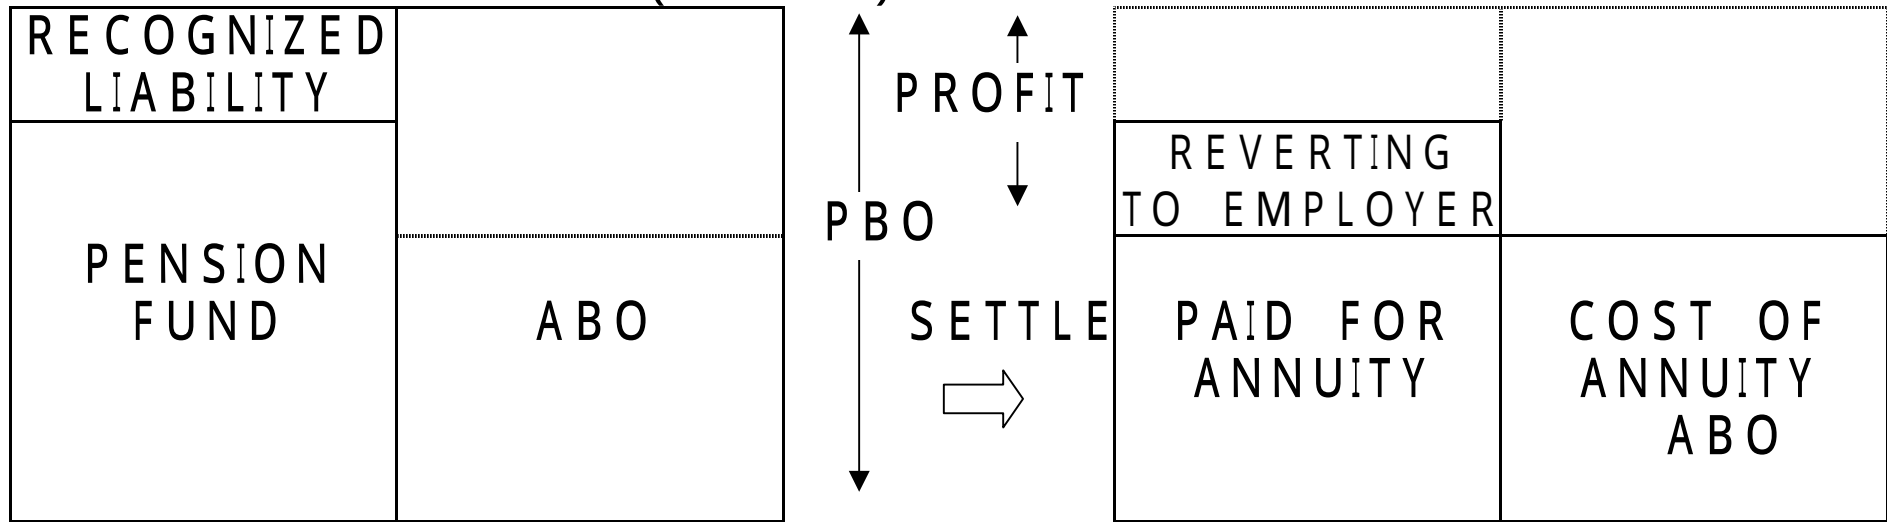 RECOGNIZED
LIABILITY
PENSION
FUND
ABO
PROFIT
PBO
SETTLE
REVERTING
TO EMPLOYER
PAID FOR
ANNUITY
COST OF
ANNUITY
ABO